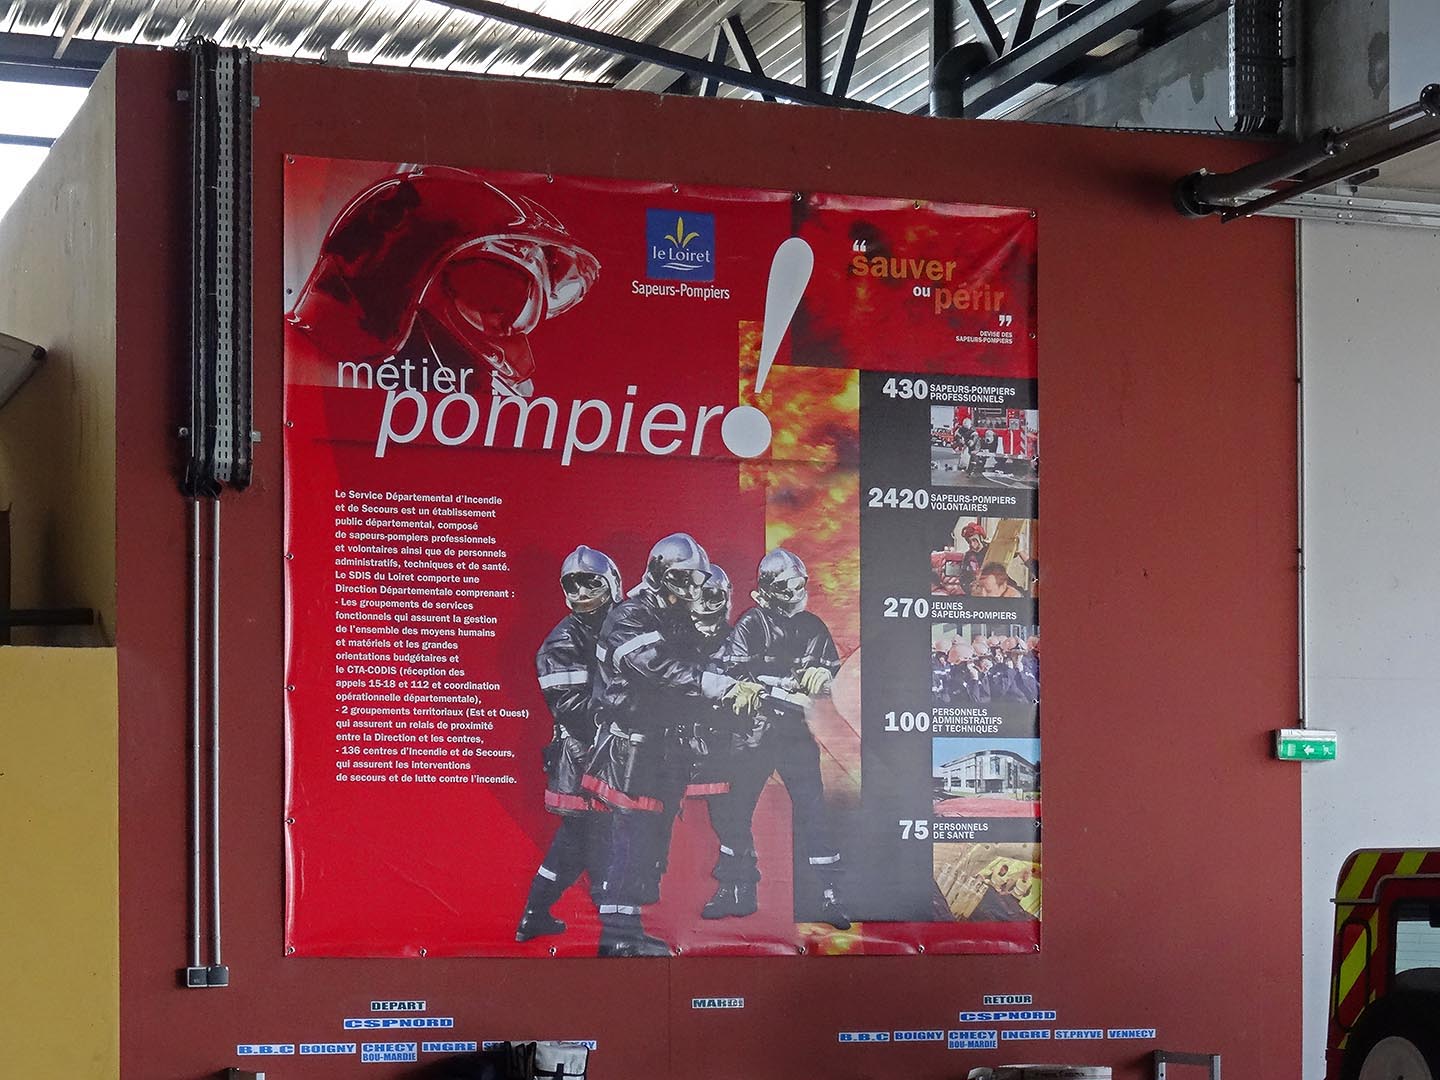 le Loiret
Sapeurs-Pompiers
“
sauver
ou périr
”
DEVISE DES
SAPEURS-POMPIERS
métier :
pompier!
Le Service Départemental d'Incendie
et de Secours est un établissement
public départemental, composé
de sapeurs-pompiers professionnels
et volontaires ainsi que de personnels
administratifs, techniques et de santé.
Le SDIS du Loiret comporte une
Direction Départementale comprenant :
- Les groupements de services
fonctionnels qui assurent la gestion
de l'ensemble des moyens humains
et matériels et les grandes
orientations budgétaires et
le CTA-CODIS (réception des
appels 15-18 et 112 et coordination
opérationnelle départementale),
- 2 groupements territoriaux (Est et Ouest)
qui assurent un relais de proximité
entre la Direction et les centres,
- 136 centres d'Incendie et de Secours,
qui assurent les interventions
de secours et de lutte contre l'incendie.
430 SAPEURS-POMPIERS
PROFESSIONNELS
2420 SAPEURS-POMPIERS
VOLONTAIRES
270 JEUNES
SAPEURS-POMPIERS
100 PERSONNELS
ADMINISTRATIFS
ET TECHNIQUES
75 PERSONNELS
DE SANTÉ
DEPART
CSPNORD
B.B.C BOIGNY CHECY INGRE
BOU-MARDIE
MARDI
RETOUR
CSPNORD
B.B.C BOIGNY CHECY INGRE ST.PRYVE VENNECY
BOU-MARDIE